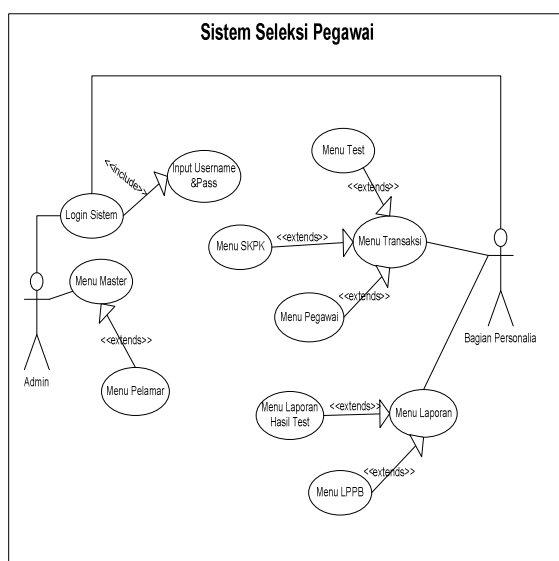 Sistem Seleksi Pegawai
Menu Test
<<include>>
Input Username
&Pass
<<extends>>
Login Sistem
Menu SKPK
<<extends>>
Menu Transaksi
Menu Master
<<extends>>
Menu Pegawai
Bagian Personalia
<<extends>>
Admin
Menu Pelamar
Menu Laporan
Hasil Test
<<extends>>
Menu Laporan
<<extends>>
Menu LPPB